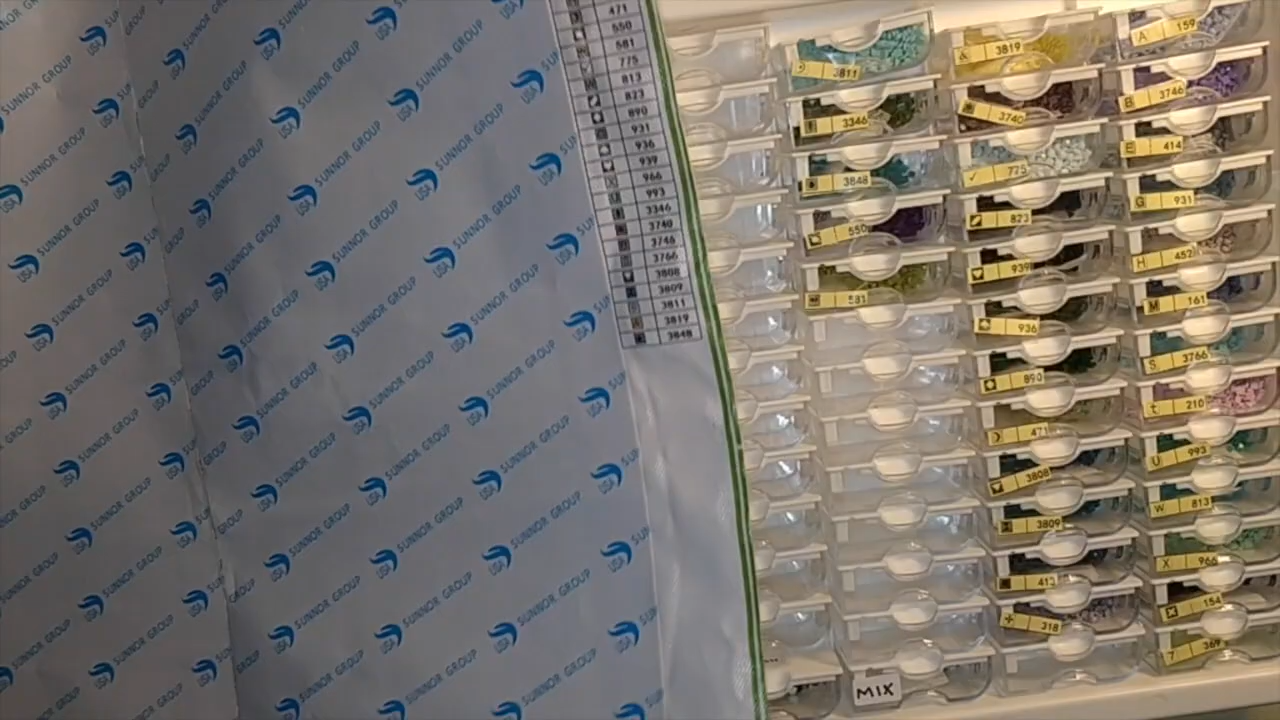 SUNNOR GROUP
USA
471
550
581
775
813
823
890
931
936
939
966
993
3346
3740
3746
3766
3808
3809
3811
3819
3848
3811
3346
3848
550
581
MIX
3819
3740
775
823
939
936
890
471
3808
3809
413
318
A 159
B 3746
E 414
G 931
H 452
M 161
S 3766
t 210
U 993
W 813
X 966
154
7 369